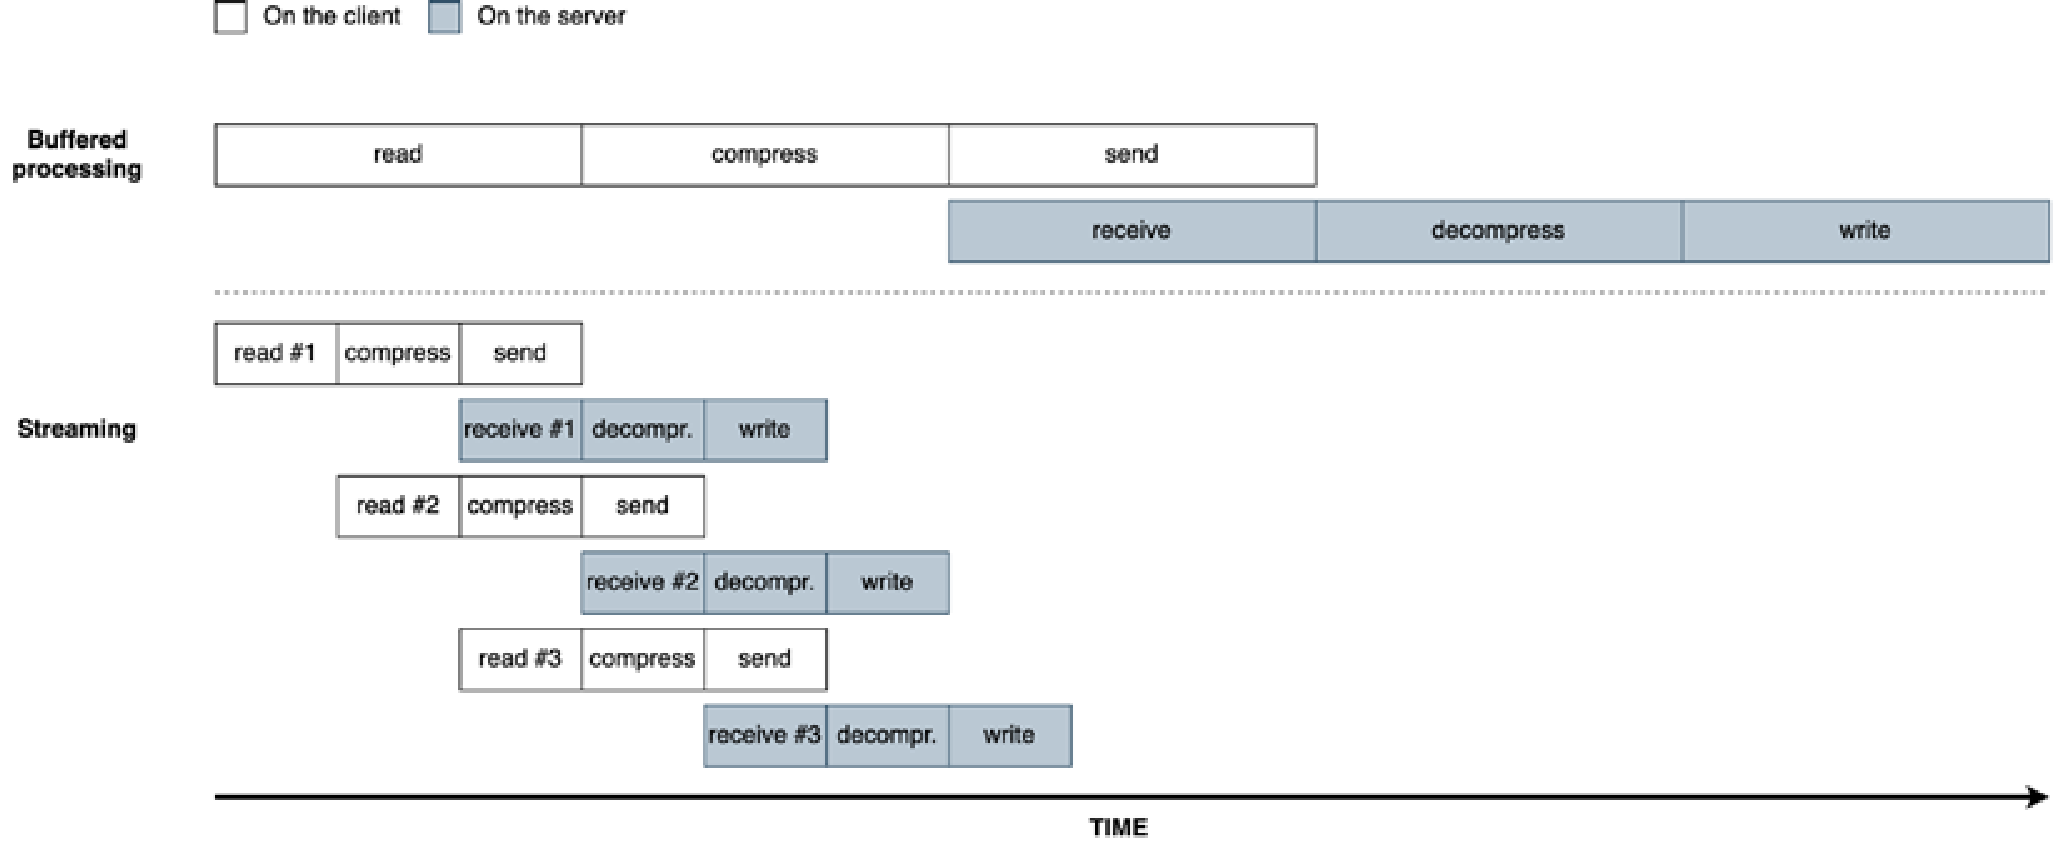 On the client
On the server
Buffered
processing
read
compress
send
receive
decompress
write
Streaming
read #1
compress
send
receive #1
decompr.
write
read #2
compress
send
receive #2
decompr.
write
read #3
compress
send
receive #3
decompr.
write
TIME